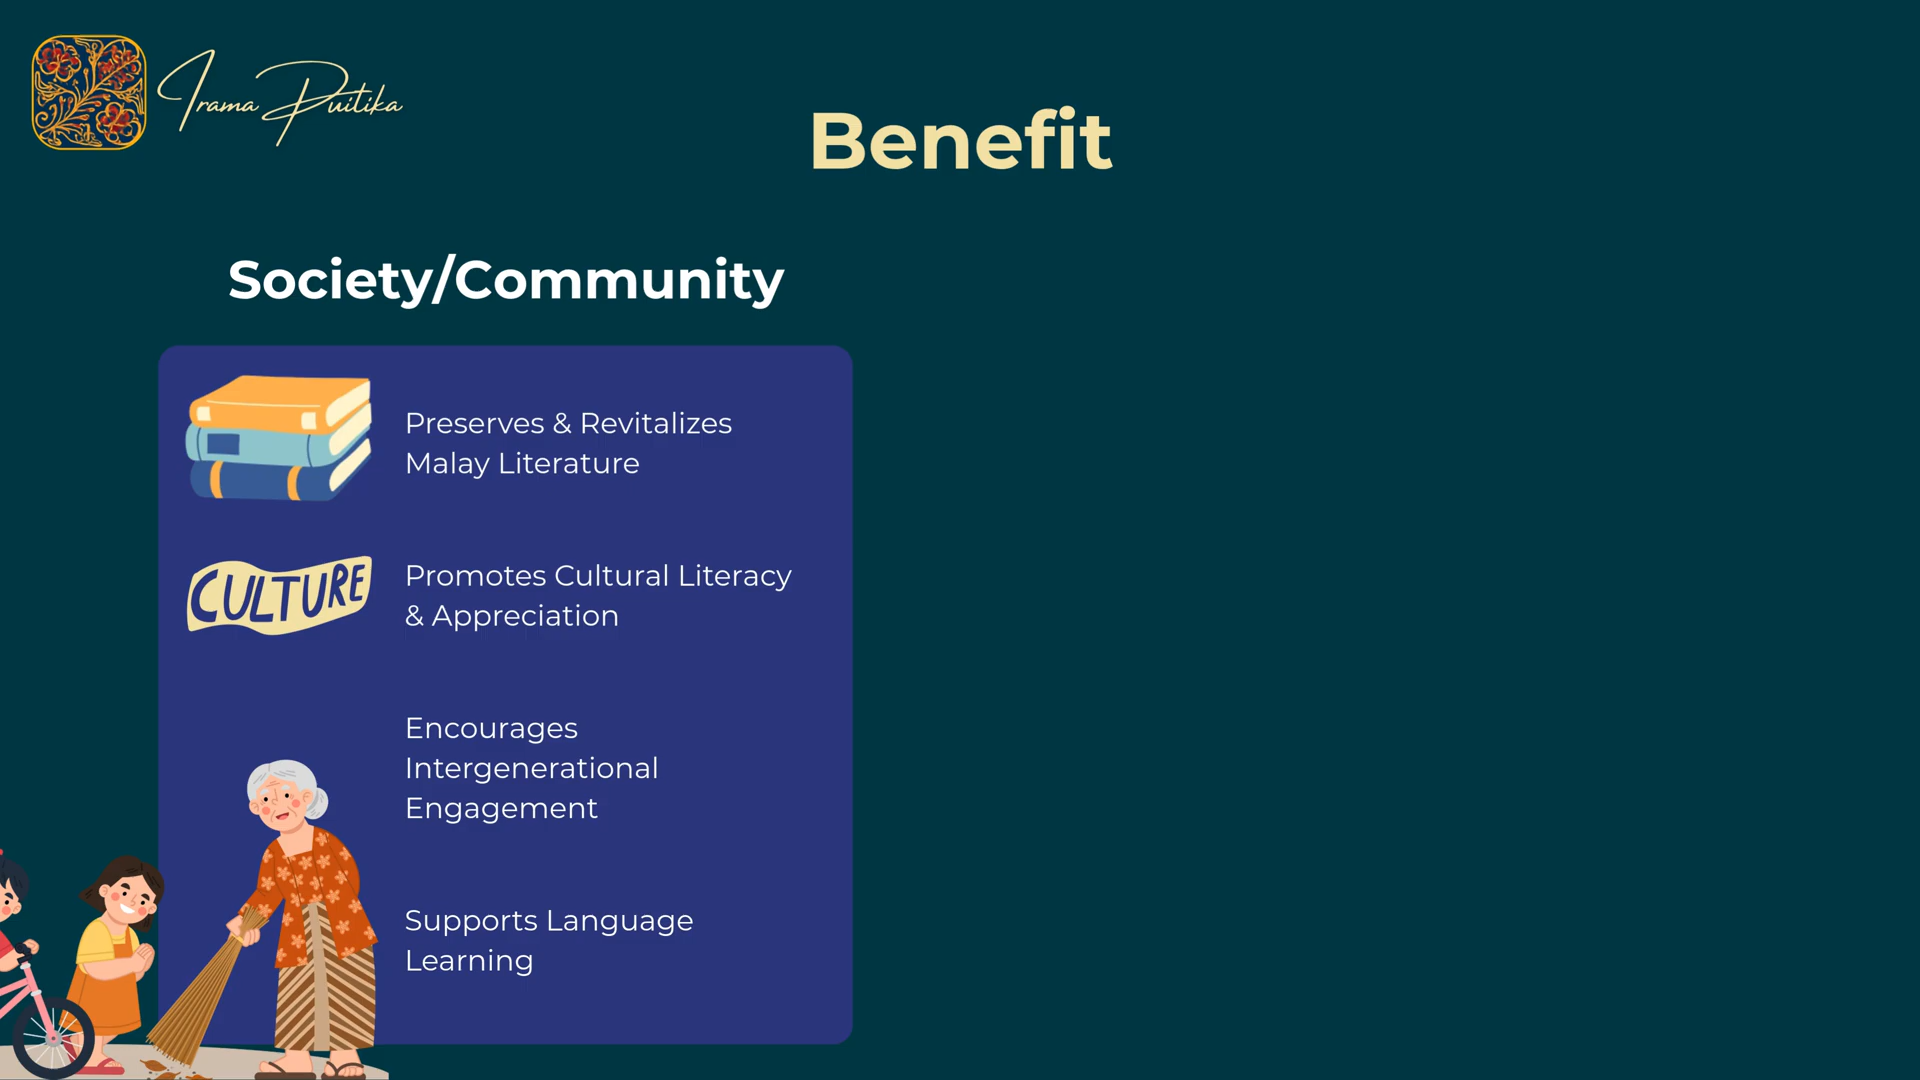 Irama Puitika
Benefit
Society/Community
Preserves & Revitalizes
Malay Literature
CULTURE
Promotes Cultural Literacy
& Appreciation
Encourages
Intergenerational
Engagement
Supports Language
Learning